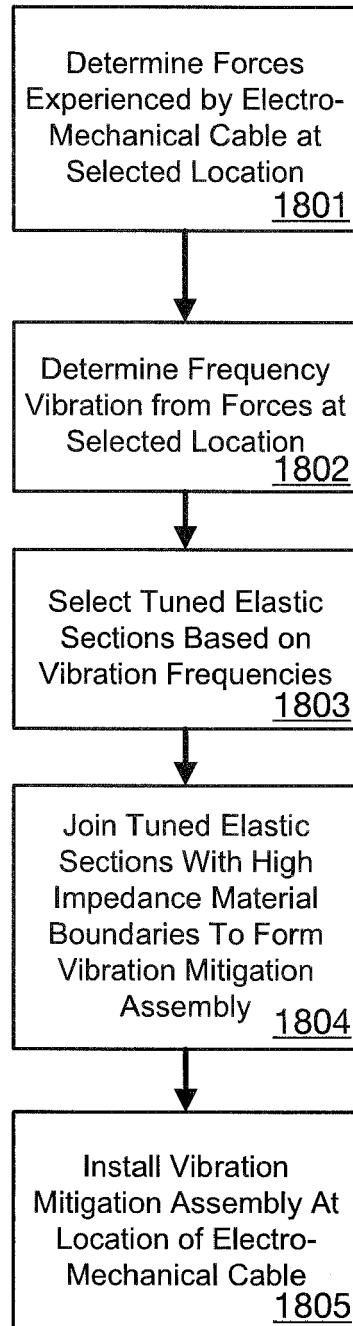 Determine Forces
Experienced by Electro-
Mechanical Cable at
Selected Location
1801
Determine Frequency
Vibration from Forces at
Selected Location
1802
Select Tuned Elastic
Sections Based on
Vibration Frequencies
1803
Join Tuned Elastic
Sections With High
Impedance Material
Boundaries To Form
Vibration Mitigation
Assembly
1804
Install Vibration
Mitigation Assembly At
Location of Electro-
Mechanical Cable
1805